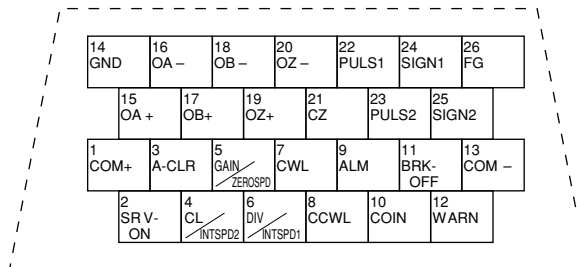 14 16 18 20 22 24 26
GND OA – OB – OZ – PULS1 SIGN1 FG
15 17 19 21 23 25
OA + OB+ OZ+ CZ PULS2 SIGN2
1 3 5 7 9 11 13
COM+ A-CLR GAIN/ZEROSPD CWL ALM BRK-OFF COM –
2 4 6 8 10 12
SRV-ON CL/INTSPD2 DIV/INTSPD1 CCWL COIN WARN